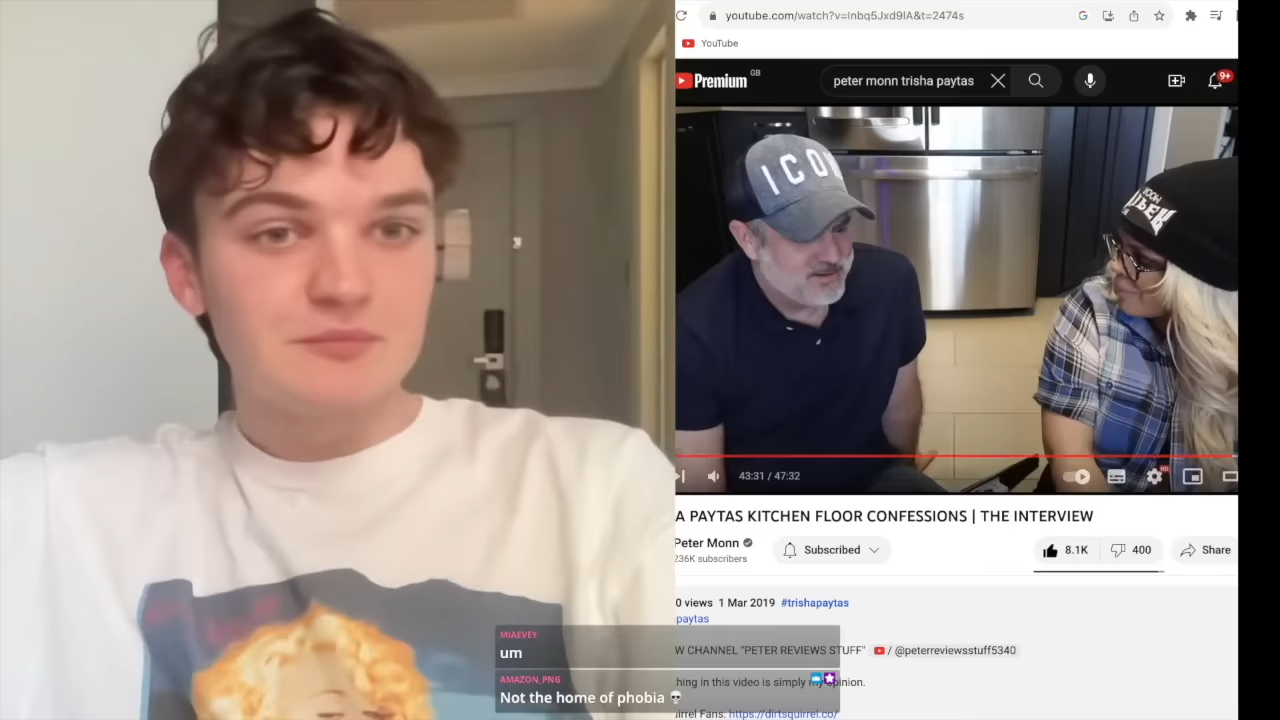 youtube.com/watch?v=Inbq5Jxd9lA&t=2474s
YouTube
Premium GB
peter monn trisha paytas
9+
ICON
43:31 / 47:32
HD
A PAYTAS KITCHEN FLOOR CONFESSIONS | THE INTERVIEW
Peter Monn
236K subscribers
Subscribed
8.1K
400
Share
0 views 1 Mar 2019 #trishapaytas
paytas
W CHANNEL "PETER REVIEWS STUFF" / @peterreviewsstuff5340
hing in this video is simply my opinion.
irrel Fans: https://dirtsquirrel.co/
MIAEVEY
um
AMAZON_PNG
Not the home of phobia 💀